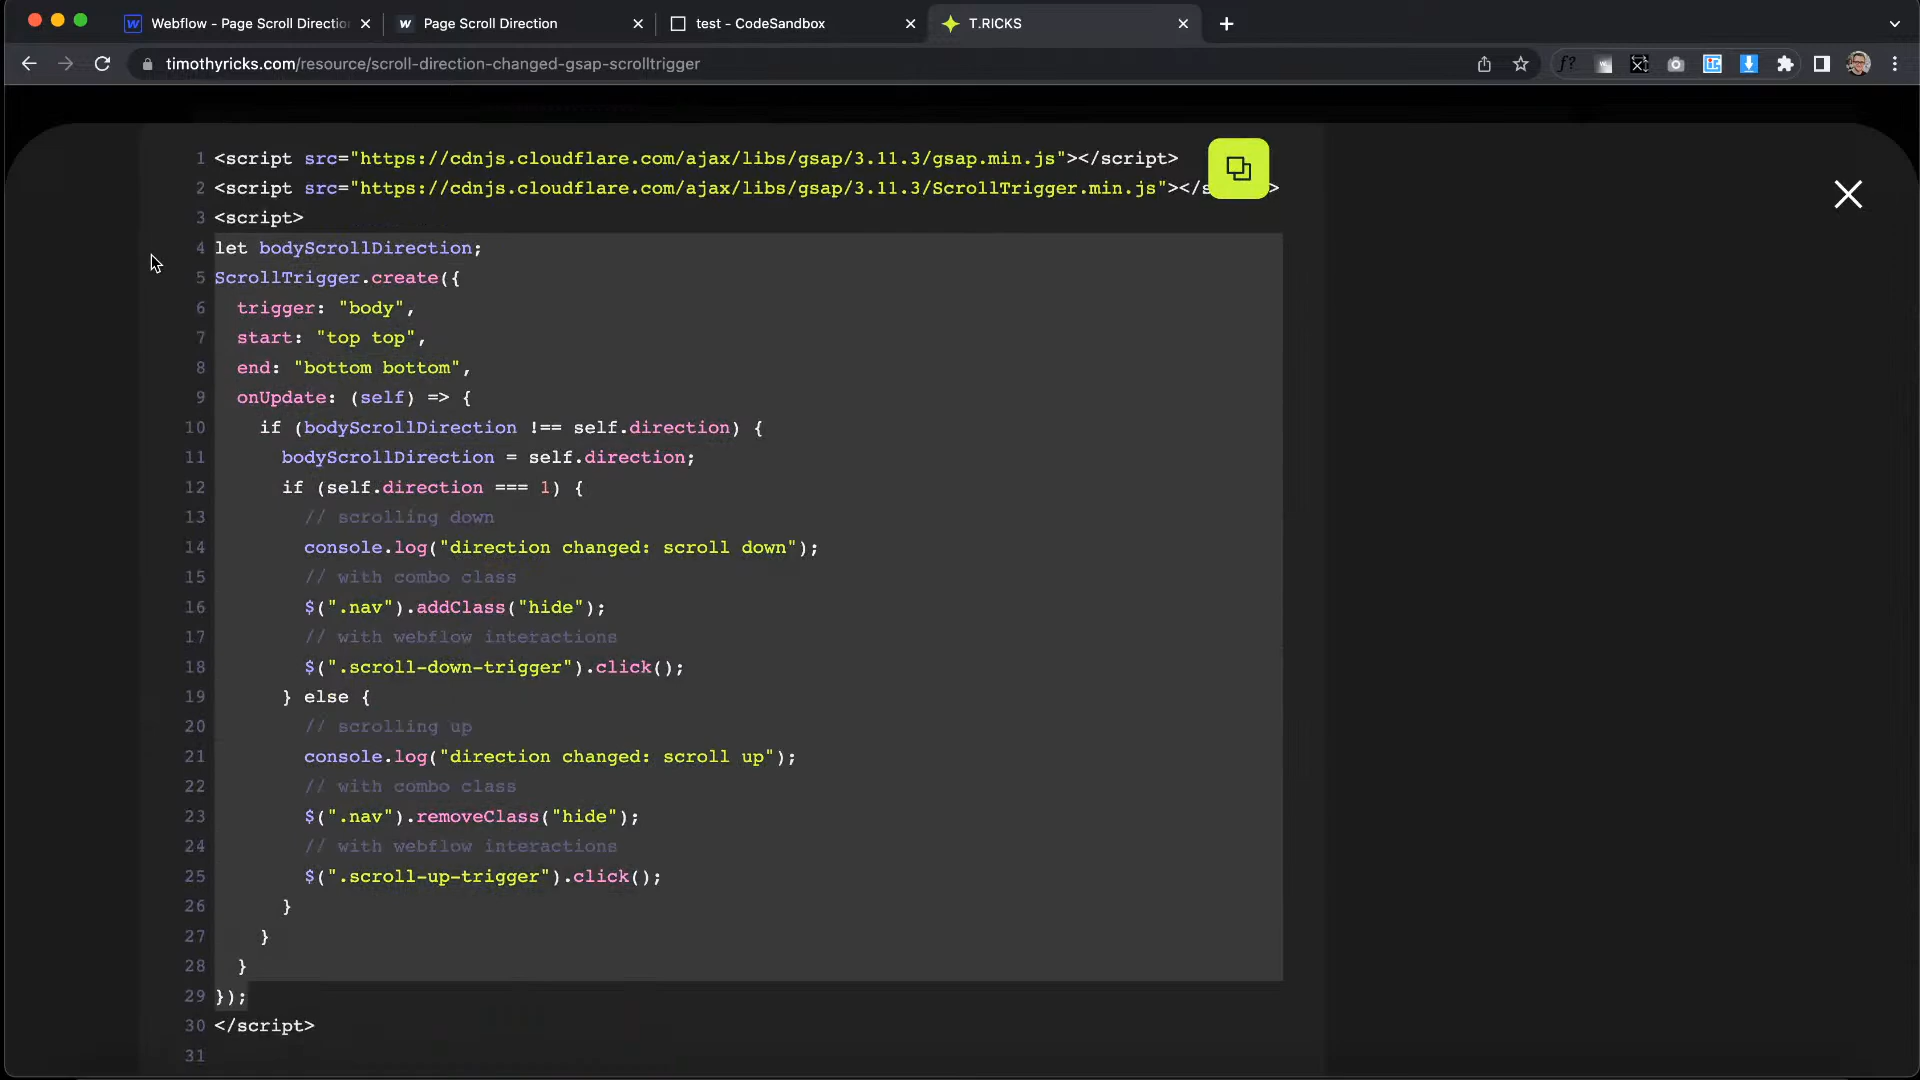 Webflow - Page Scroll Directio
Page Scroll Direction
test - CodeSandbox
T.RICKS
timothyricks.com/resource/scroll-direction-changed-gsap-scrolltrigger
1 <script src="https://cdnjs.cloudflare.com/ajax/libs/gsap/3.11.3/gsap.min.js"></script>
2 <script src="https://cdnjs.cloudflare.com/ajax/libs/gsap/3.11.3/ScrollTrigger.min.js"></s >
3 <script>
4 let bodyScrollDirection;
5 ScrollTrigger.create({
6 trigger: "body",
7 start: "top top",
8 end: "bottom bottom",
9 onUpdate: (self) => {
10 if (bodyScrollDirection !== self.direction) {
11 bodyScrollDirection = self.direction;
12 if (self.direction === 1) {
13 // scrolling down
14 console.log("direction changed: scroll down");
15 // with combo class
16 $(".nav").addClass("hide");
17 // with webflow interactions
18 $(".scroll-down-trigger").click();
19 } else {
20 // scrolling up
21 console.log("direction changed: scroll up");
22 // with combo class
23 $(".nav").removeClass("hide");
24 // with webflow interactions
25 $(".scroll-up-trigger").click();
26 }
27 }
28 }
29 });
30 </script>
31